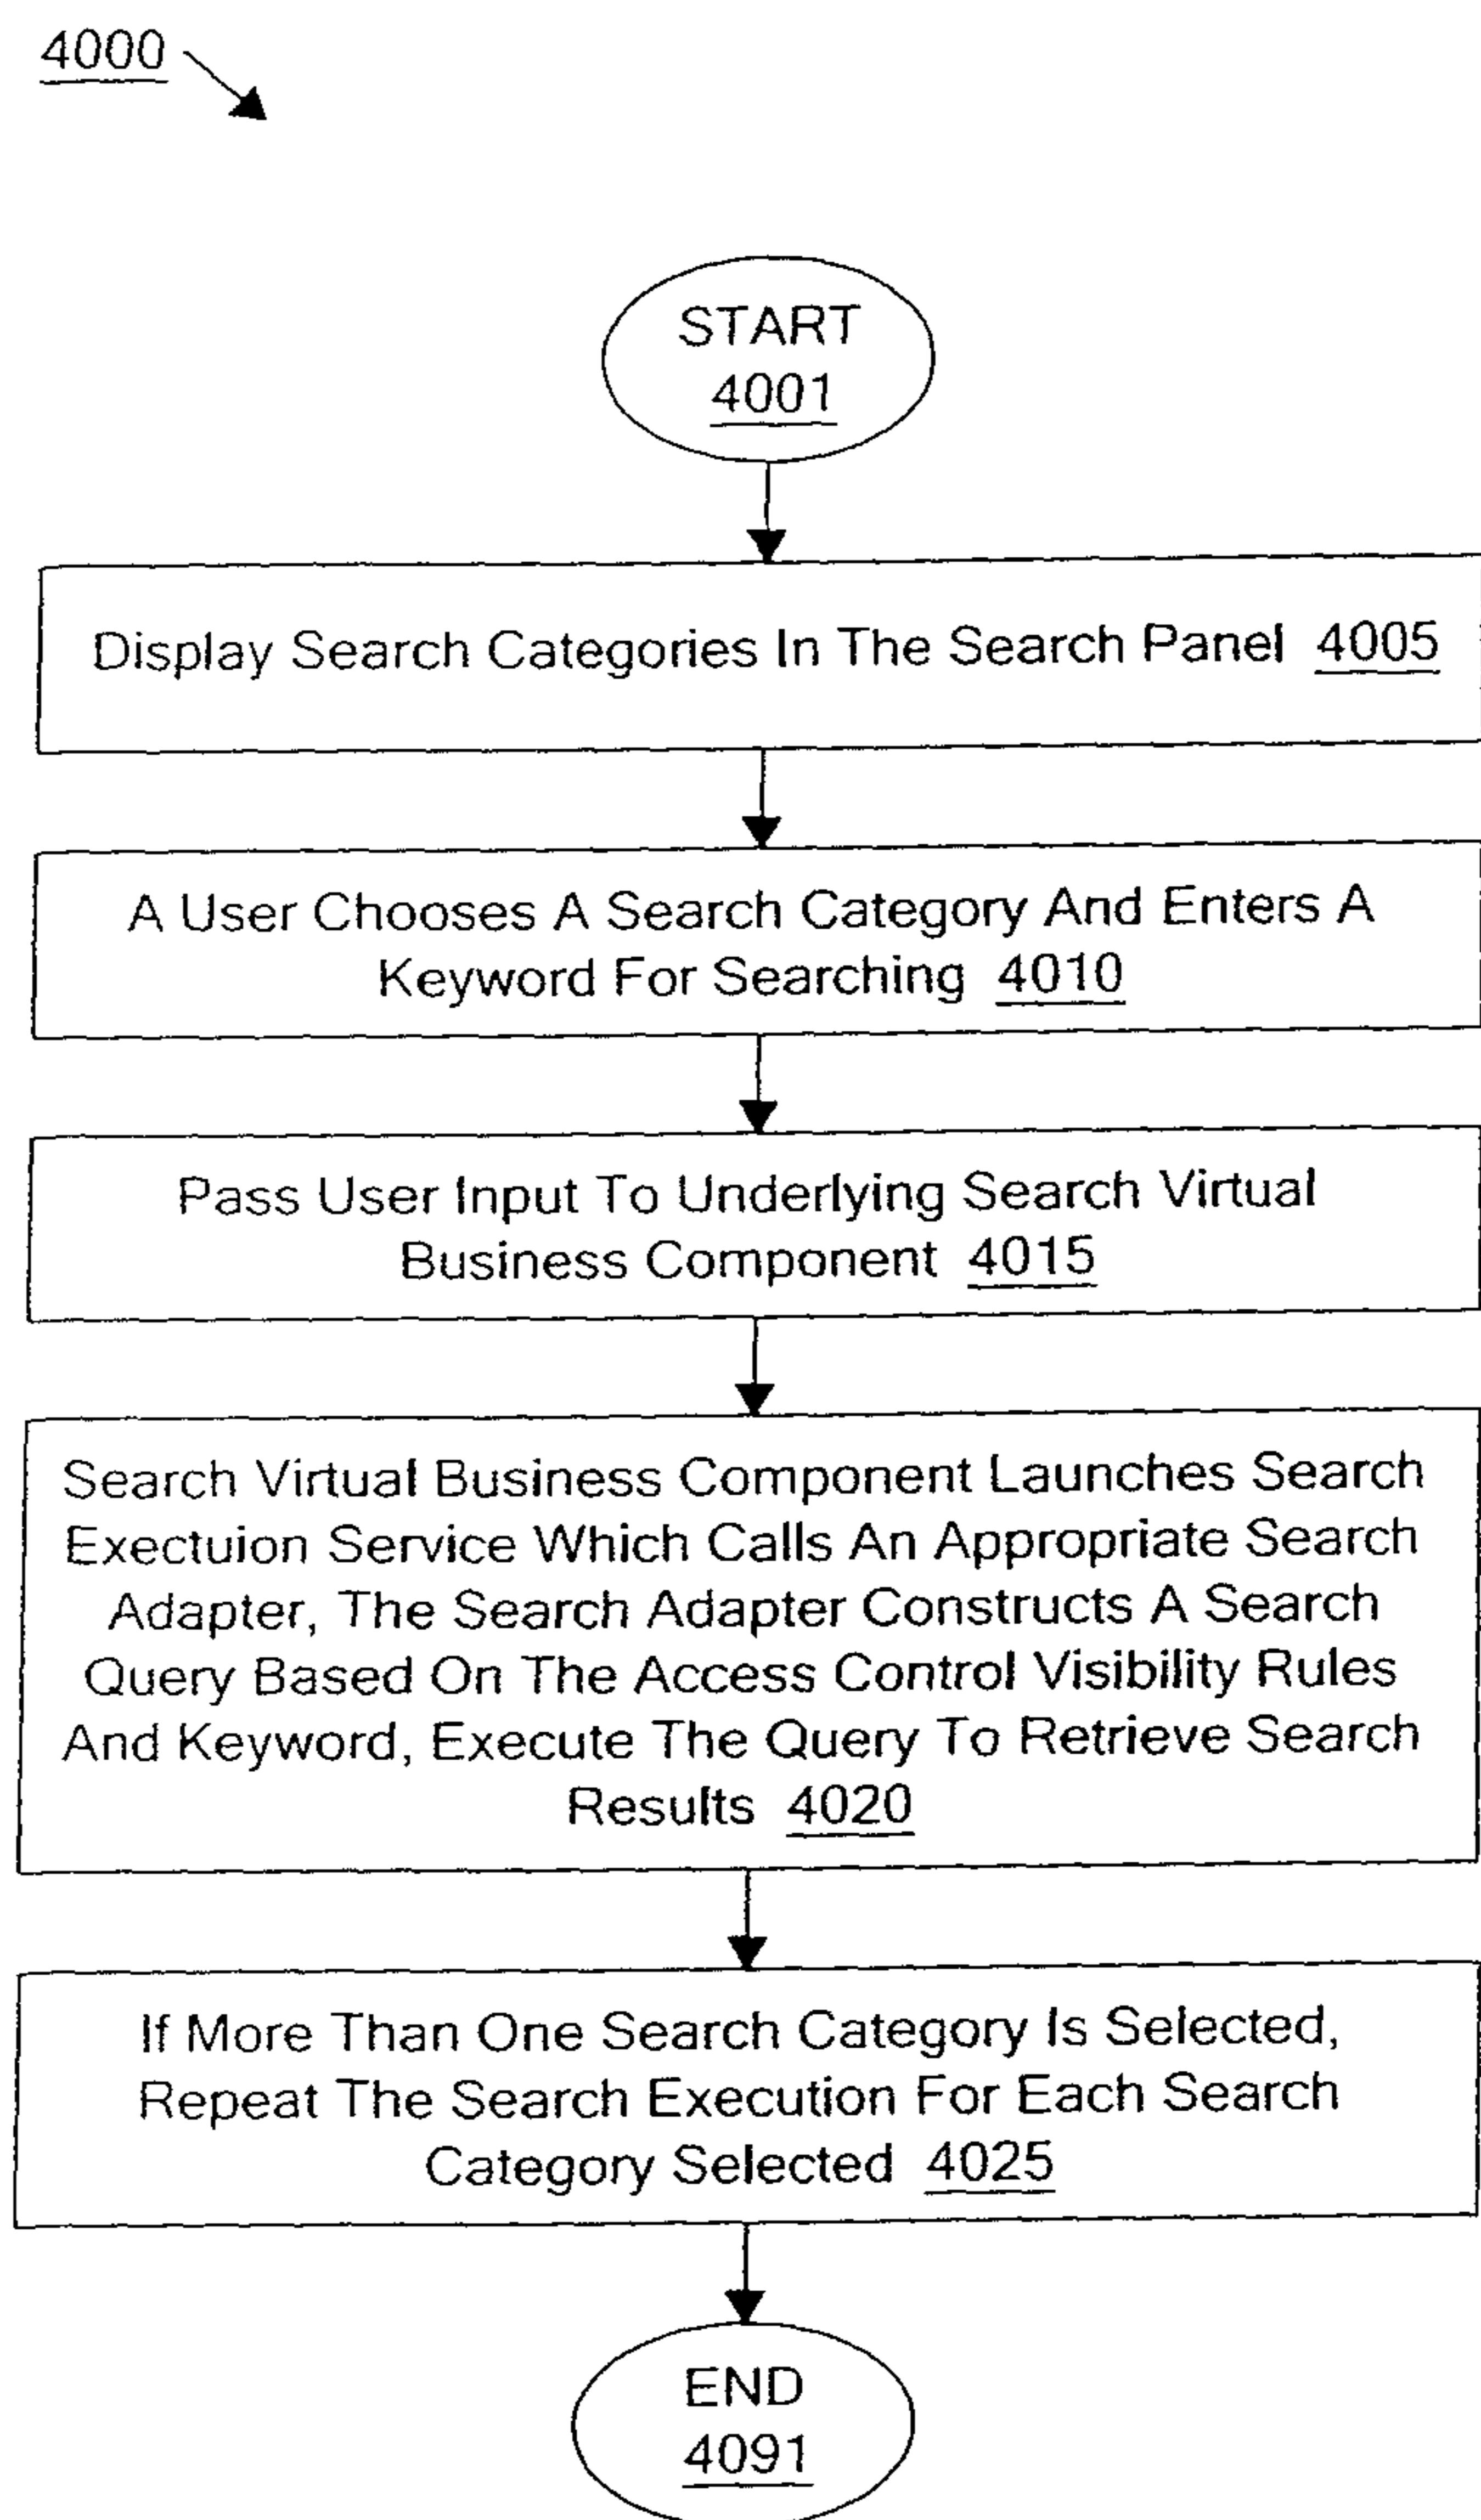 4000
START
4001
Display Search Categories In The Search Panel 4005
A User Chooses A Search Category And Enters A
Keyword For Searching 4010
Pass User Input To Underlying Search Virtual
Business Component 4015
Search Virtual Business Component Launches Search
Exectuion Service Which Calls An Appropriate Search
Adapter, The Search Adapter Constructs A Search
Query Based On The Access Control Visibility Rules
And Keyword, Execute The Query To Retrieve Search
Results 4020
If More Than One Search Category Is Selected,
Repeat The Search Execution For Each Search
Category Selected 4025
END
4091